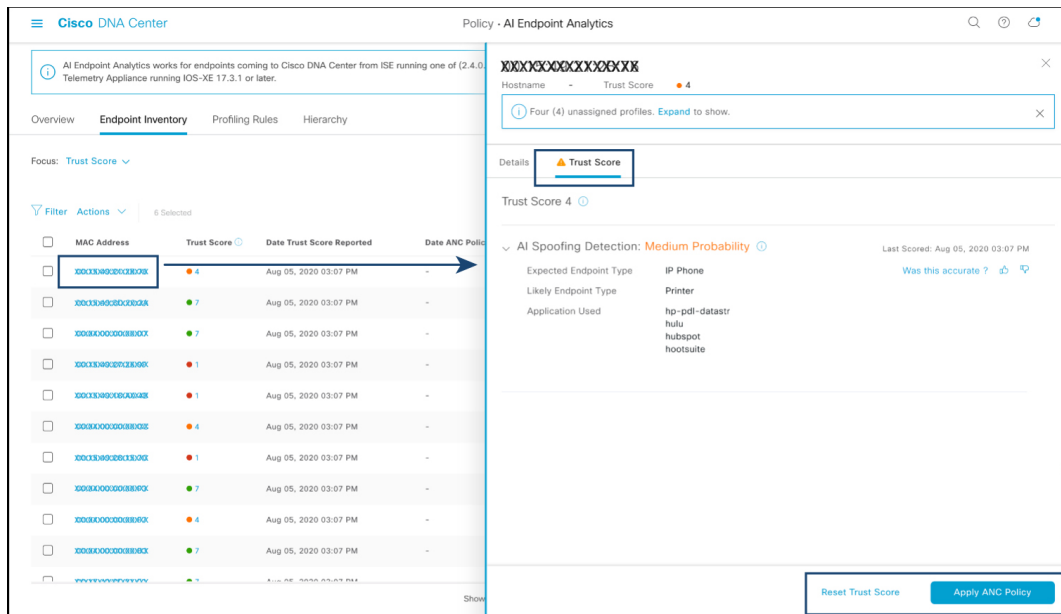 Cisco DNA Center
Policy · AI Endpoint Analytics
AI Endpoint Analytics works for endpoints coming to Cisco DNA Center from ISE running one of (2.4.0.
Telemetry Appliance running IOS-XE 17.3.1 or later.
Overview Endpoint Inventory Profiling Rules Hierarchy
Focus: Trust Score
Filter Actions 6 Selected
MAC Address Trust Score Date Trust Score Reported Date ANC Polic
4 Aug 05, 2020 03:07 PM -
7 Aug 05, 2020 03:07 PM -
7 Aug 05, 2020 03:07 PM -
1 Aug 05, 2020 03:07 PM -
1 Aug 05, 2020 03:07 PM -
4 Aug 05, 2020 03:07 PM -
1 Aug 05, 2020 03:07 PM -
7 Aug 05, 2020 03:07 PM -
4 Aug 05, 2020 03:07 PM -
7 Aug 05, 2020 03:07 PM -
Show
Hostname - Trust Score 4
Four (4) unassigned profiles. Expand to show.
Details Trust Score
Trust Score 4
AI Spoofing Detection: Medium Probability
Last Scored: Aug 05, 2020 03:07 PM
Expected Endpoint Type IP Phone
Was this accurate ?
Likely Endpoint Type Printer
Application Used hp-pdl-datastr
hulu
hubspot
hootsuite
Reset Trust Score Apply ANC Policy